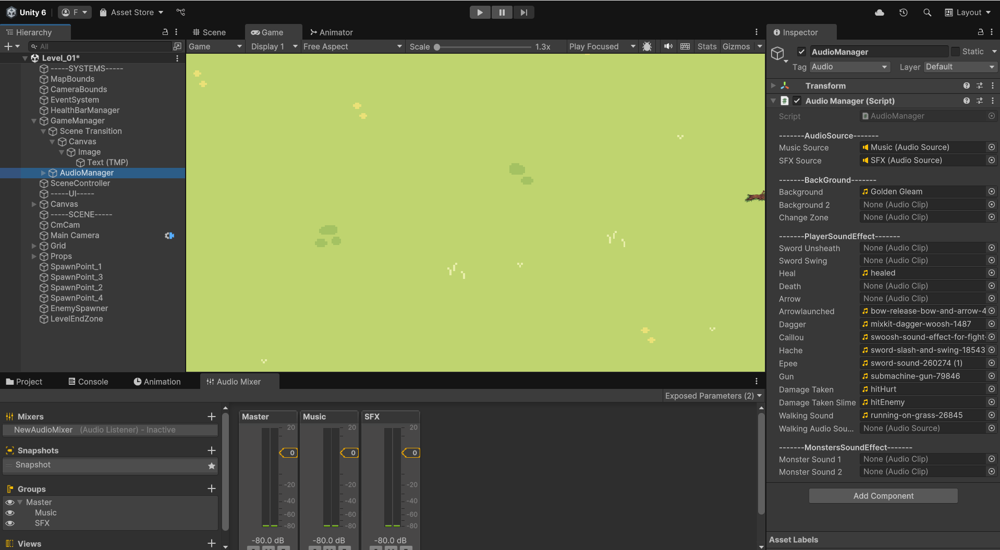 Unity 6
F
Asset Store
Layout
Hierarchy
All
Level_01*
-----SYSTEMS-----
MapBounds
CameraBounds
EventSystem
HealthBarManager
GameManager
Scene Transition
Canvas
Image
Text (TMP)
AudioManager
SceneController
-----UI-----
Canvas
-----SCENE-----
CmCam
Main Camera
Grid
Props
SpawnPoint_1
SpawnPoint_3
SpawnPoint_2
SpawnPoint_4
EnemySpawner
LevelEndZone
Scene
Game
Animator
Game
Display 1
Free Aspect
Scale
1.3x
Play Focused
Stats
Gizmos
Inspector
AudioManager
Static
Tag Audio
Layer Default
Transform
# Audio Manager (Script)
Script # AudioManager
-------AudioSource-------
Music Source Music (Audio Source)
SFX Source SFX (Audio Source)
-------BackGround-------
Background Golden Gleam
Background 2 None (Audio Clip)
Change Zone None (Audio Clip)
-------PlayerSoundEffect-------
Sword Unsheath None (Audio Clip)
Sword Swing None (Audio Clip)
Heal healed
Death None (Audio Clip)
Arrow None (Audio Clip)
Arrowlaunched bow-release-bow-and-arrow-4
Dagger mixkit-dagger-woosh-1487
Caillou swoosh-sound-effect-for-fight-
Hache sword-slash-and-swing-18543
Epee sword-sound-260274 (1)
Gun submachine-gun-79846
Damage Taken hitHurt
Damage Taken Slime hitEnemy
Walking Sound running-on-grass-26845
Walking Audio Sou... None (Audio Source)
-------MonstersSoundEffect-------
Monster Sound 1 None (Audio Clip)
Monster Sound 2 None (Audio Clip)
Add Component
Asset Labels
Project
Console
Animation
Audio Mixer
Exposed Parameters (2)
Mixers
NewAudioMixer (Audio Listener) - Inactive
Snapshots
Snapshot
Groups
Master
Music
SFX
Views
Master
20
0
-20
-40
-60
-80
-80.0 dB
Music
20
0
-20
-40
-60
-80
-80.0 dB
SFX
20
0
-20
-40
-60
-80
-80.0 dB